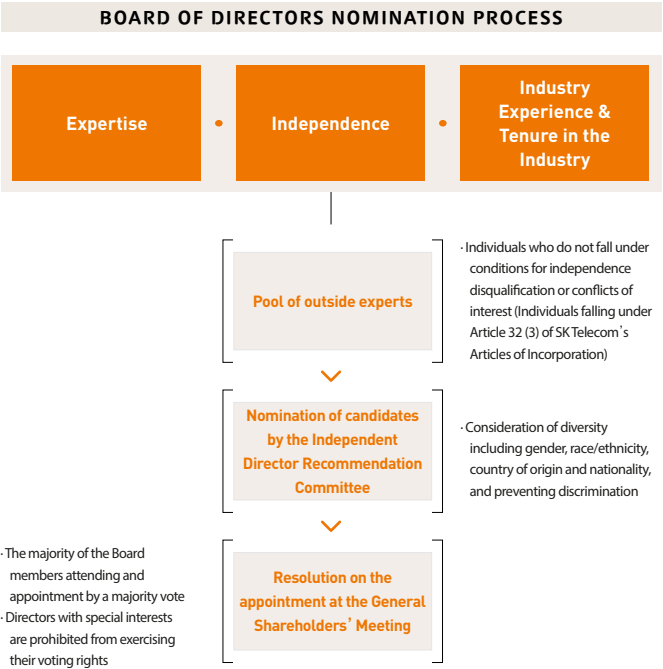 BOARD OF DIRECTORS NOMINATION PROCESS
Expertise
Independence
Industry
Experience &
Tenure in the
Industry
Pool of outside experts
· Individuals who do not fall under
conditions for independence
disqualification or conflicts of
interest (Individuals falling under
Article 32 (3) of SK Telecom's
Articles of Incorporation)
Nomination of candidates
by the Independent
Director Recommendation
Committee
· Consideration of diversity
including gender, race/ethnicity,
country of origin and nationality,
and preventing discrimination
· The majority of the Board
members attending and
appointment by a majority vote
· Directors with special interests
are prohibited from exercising
their voting rights
Resolution on the
appointment at the General
Shareholders' Meeting